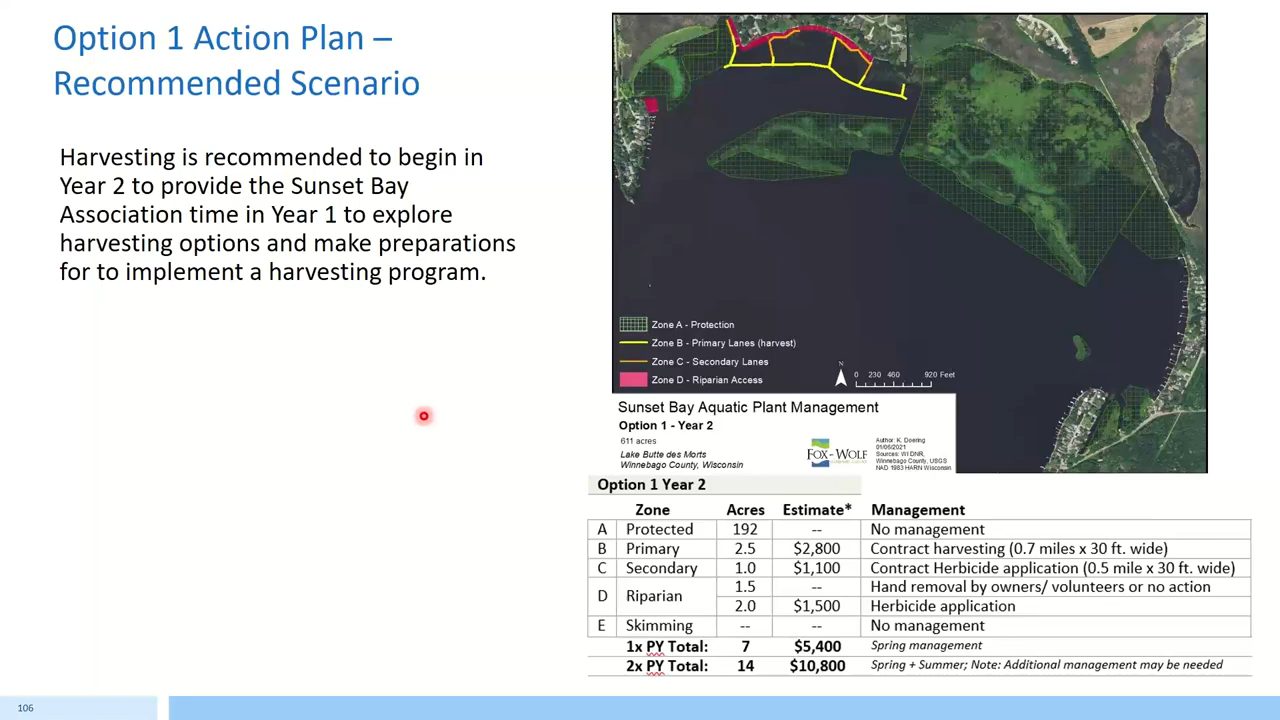 Option 1 Action Plan –
Recommended Scenario
Harvesting is recommended to begin in
Year 2 to provide the Sunset Bay
Association time in Year 1 to explore
harvesting options and make preparations
for to implement a harvesting program.
Zone A - Protection
Zone B - Primary Lanes (harvest)
Zone C - Secondary Lanes
Zone D - Riparian Access
N
0 230 460 920 Feet
Sunset Bay Aquatic Plant Management
Option 1 - Year 2
611 acres
Lake Butte des Morts
Winnebago County, Wisconsin
FOX-WOLF
Author: K. Doering
01/06/2021
Sources: WI DNR,
Winnebago County, USGS
NAD 1983 HARN Wisconsin
Option 1 Year 2
Zone Acres Estimate* Management
A Protected 192 -- No management
B Primary 2.5 $2,800 Contract harvesting (0.7 miles x 30 ft. wide)
C Secondary 1.0 $1,100 Contract Herbicide application (0.5 mile x 30 ft. wide)
D Riparian 1.5 -- Hand removal by owners/ volunteers or no action
2.0 $1,500 Herbicide application
E Skimming -- -- No management
1x PY Total: 7 $5,400 Spring management
2x PY Total: 14 $10,800 Spring + Summer; Note: Additional management may be needed
106